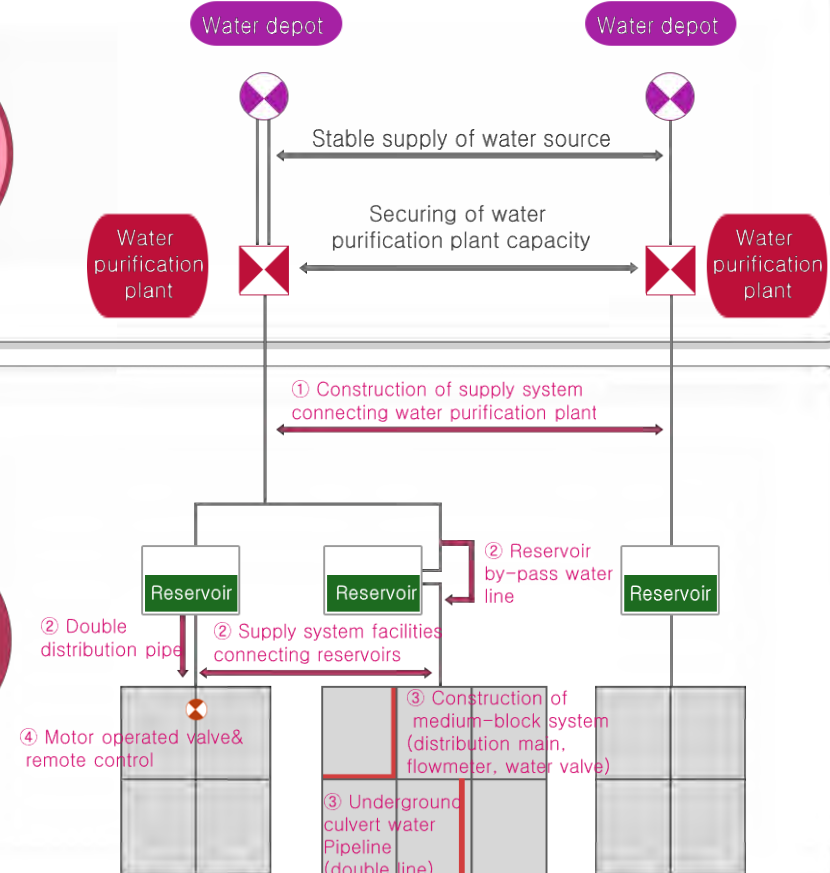 Water depot
Water depot
Stable supply of water source
Securing of water
purification plant capacity
Water
purification
plant
Water
purification
plant
① Construction of supply system
connecting water purification plant
② Reservoir
by-pass water
line
Reservoir
Reservoir
Reservoir
② Double
distribution pipe
② Supply system facilities
connecting reservoirs
③ Construction of
medium-block system
(distribution main,
flowmeter, water valve)
④ Motor operated valve&
remote control
③ Underground
culvert water
Pipeline
(double line)